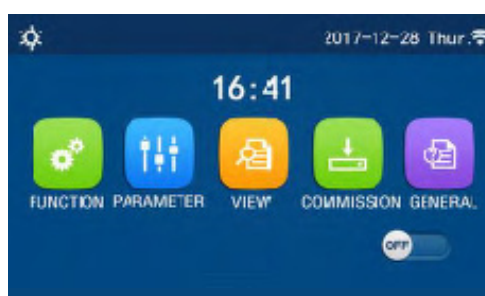 2017-12-28 Thur.
16:41
FUNCTION PARAMETER VIEW COMMISSION GENERAL
OFF